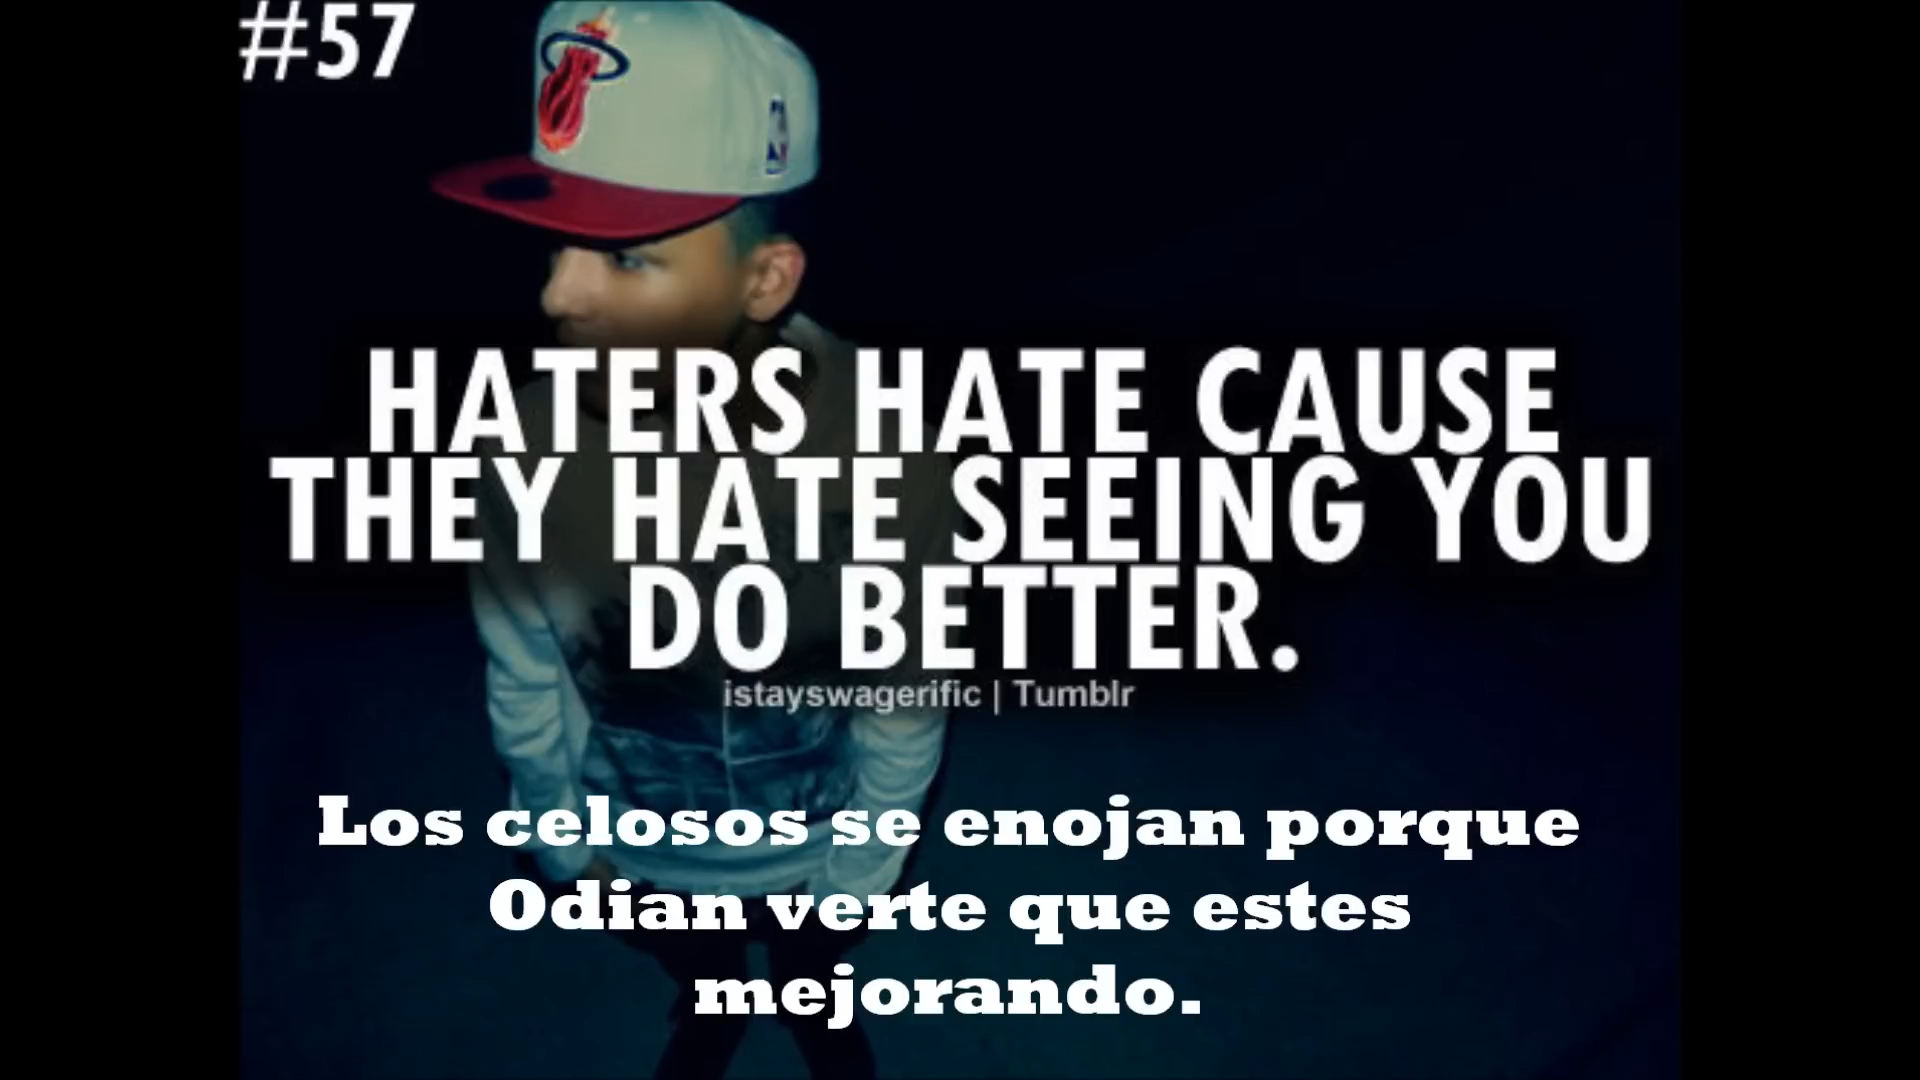 #57
HATERS HATE CAUSE
THEY HATE SEEING YOU
DO BETTER.
istayswagerific | Tumblr
Los celosos se enojan porque
Odian verte que estes
mejorando.